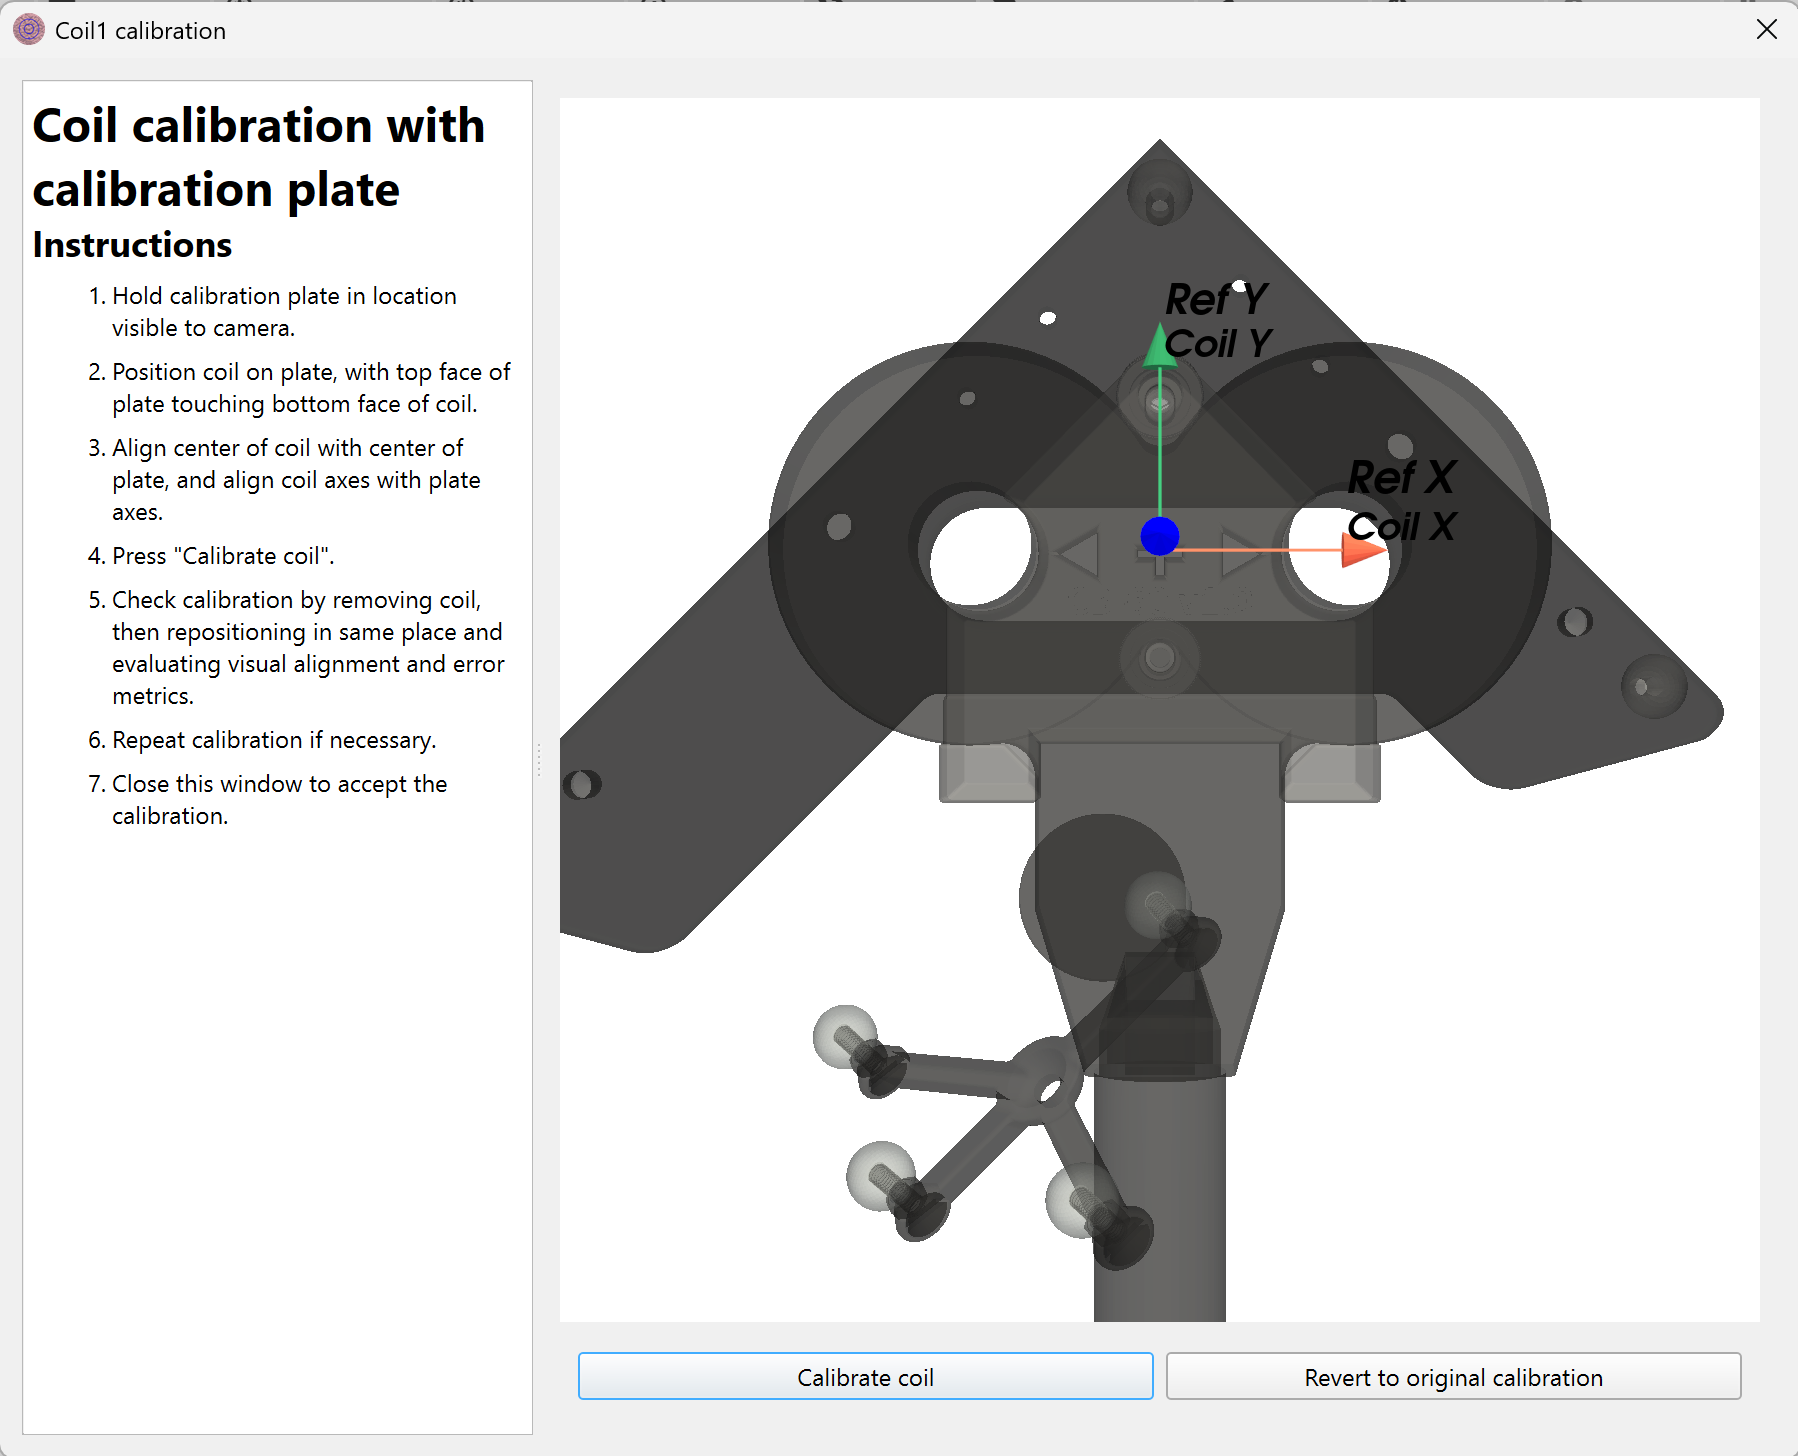 Coil1 calibration
Coil calibration with
calibration plate
Instructions
1. Hold calibration plate in location
visible to camera.
2. Position coil on plate, with top face of
plate touching bottom face of coil.
3. Align center of coil with center of
plate, and align coil axes with plate
axes.
4. Press "Calibrate coil".
5. Check calibration by removing coil,
then repositioning in same place and
evaluating visual alignment and error
metrics.
6. Repeat calibration if necessary.
7. Close this window to accept the
calibration.
Ref Y
Coil Y
Ref X
Coil X
Calibrate coil
Revert to original calibration